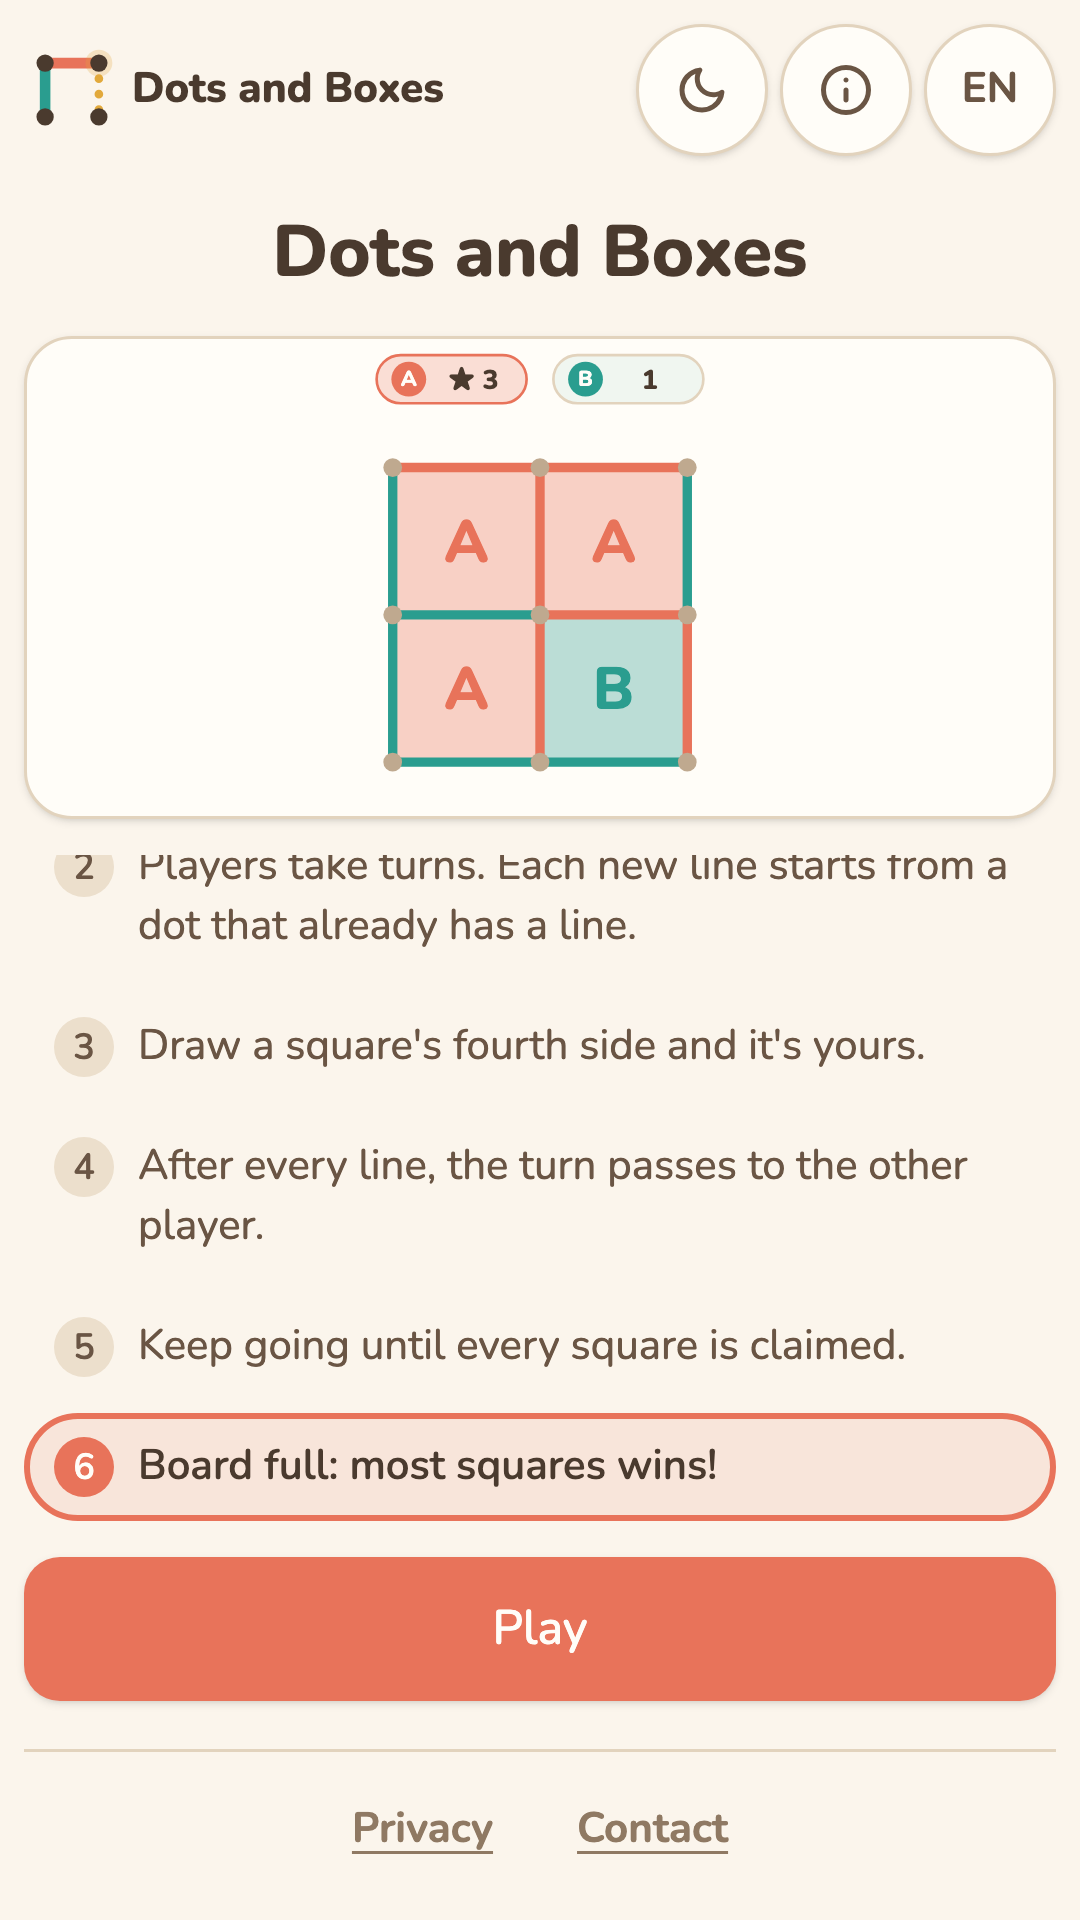 Dots and Boxes
EN
Dots and Boxes
A ★ 3
B 1
A A
A B
2 Players take turns. Each new line starts from a
dot that already has a line.
3 Draw a square's fourth side and it's yours.
4 After every line, the turn passes to the other
player.
5 Keep going until every square is claimed.
6 Board full: most squares wins!
Play
Privacy Contact